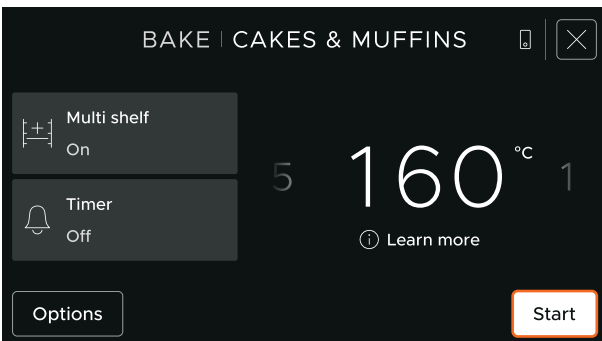 BAKE | CAKES & MUFFINS
Multi shelf
On
5 160 °C 1
Timer
Off
Learn more
Options
Start